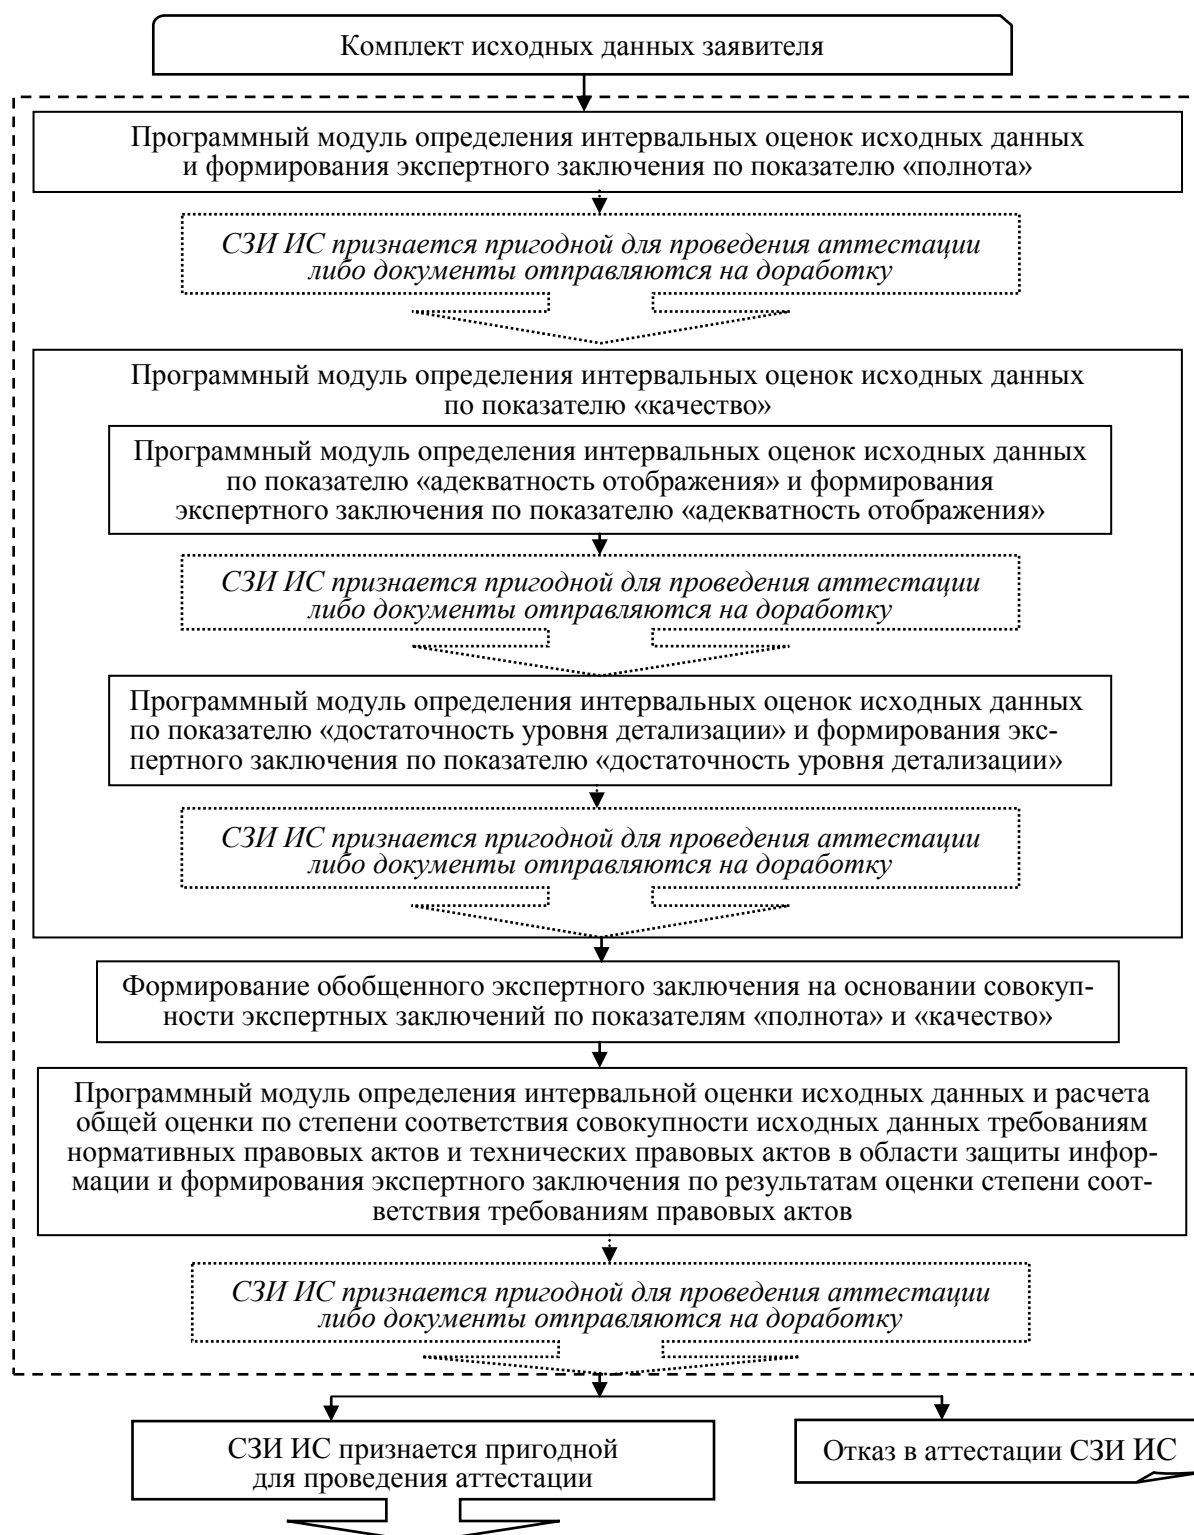 Комплект исходных данных заявителя
Программный модуль определения интервальных оценок исходных данных
и формирования экспертного заключения по показателю «полнота»
СЗИ ИС признается пригодной для проведения аттестации
либо документы отправляются на доработку
Программный модуль определения интервальных оценок исходных данных
по показателю «качество»
Программный модуль определения интервальных оценок исходных данных
по показателю «адекватность отображения» и формирования
экспертного заключения по показателю «адекватность отображения»
СЗИ ИС признается пригодной для проведения аттестации
либо документы отправляются на доработку
Программный модуль определения интервальных оценок исходных данных
по показателю «достаточность уровня детализации» и формирования экс-
пертного заключения по показателю «достаточность уровня детализации»
СЗИ ИС признается пригодной для проведения аттестации
либо документы отправляются на доработку
Формирование обобщенного экспертного заключения на основании совокуп-
ности экспертных заключений по показателям «полнота» и «качество»
Программный модуль определения интервальной оценки исходных данных и расчета
общей оценки по степени соответствия совокупности исходных данных требованиям
нормативных правовых актов и технических правовых актов в области защиты инфор-
мации и формирования экспертного заключения по результатам оценки степени соот-
ветствия требованиям правовых актов
СЗИ ИС признается пригодной для проведения аттестации
либо документы отправляются на доработку
СЗИ ИС признается пригодной
для проведения аттестации
Отказ в аттестации СЗИ ИС